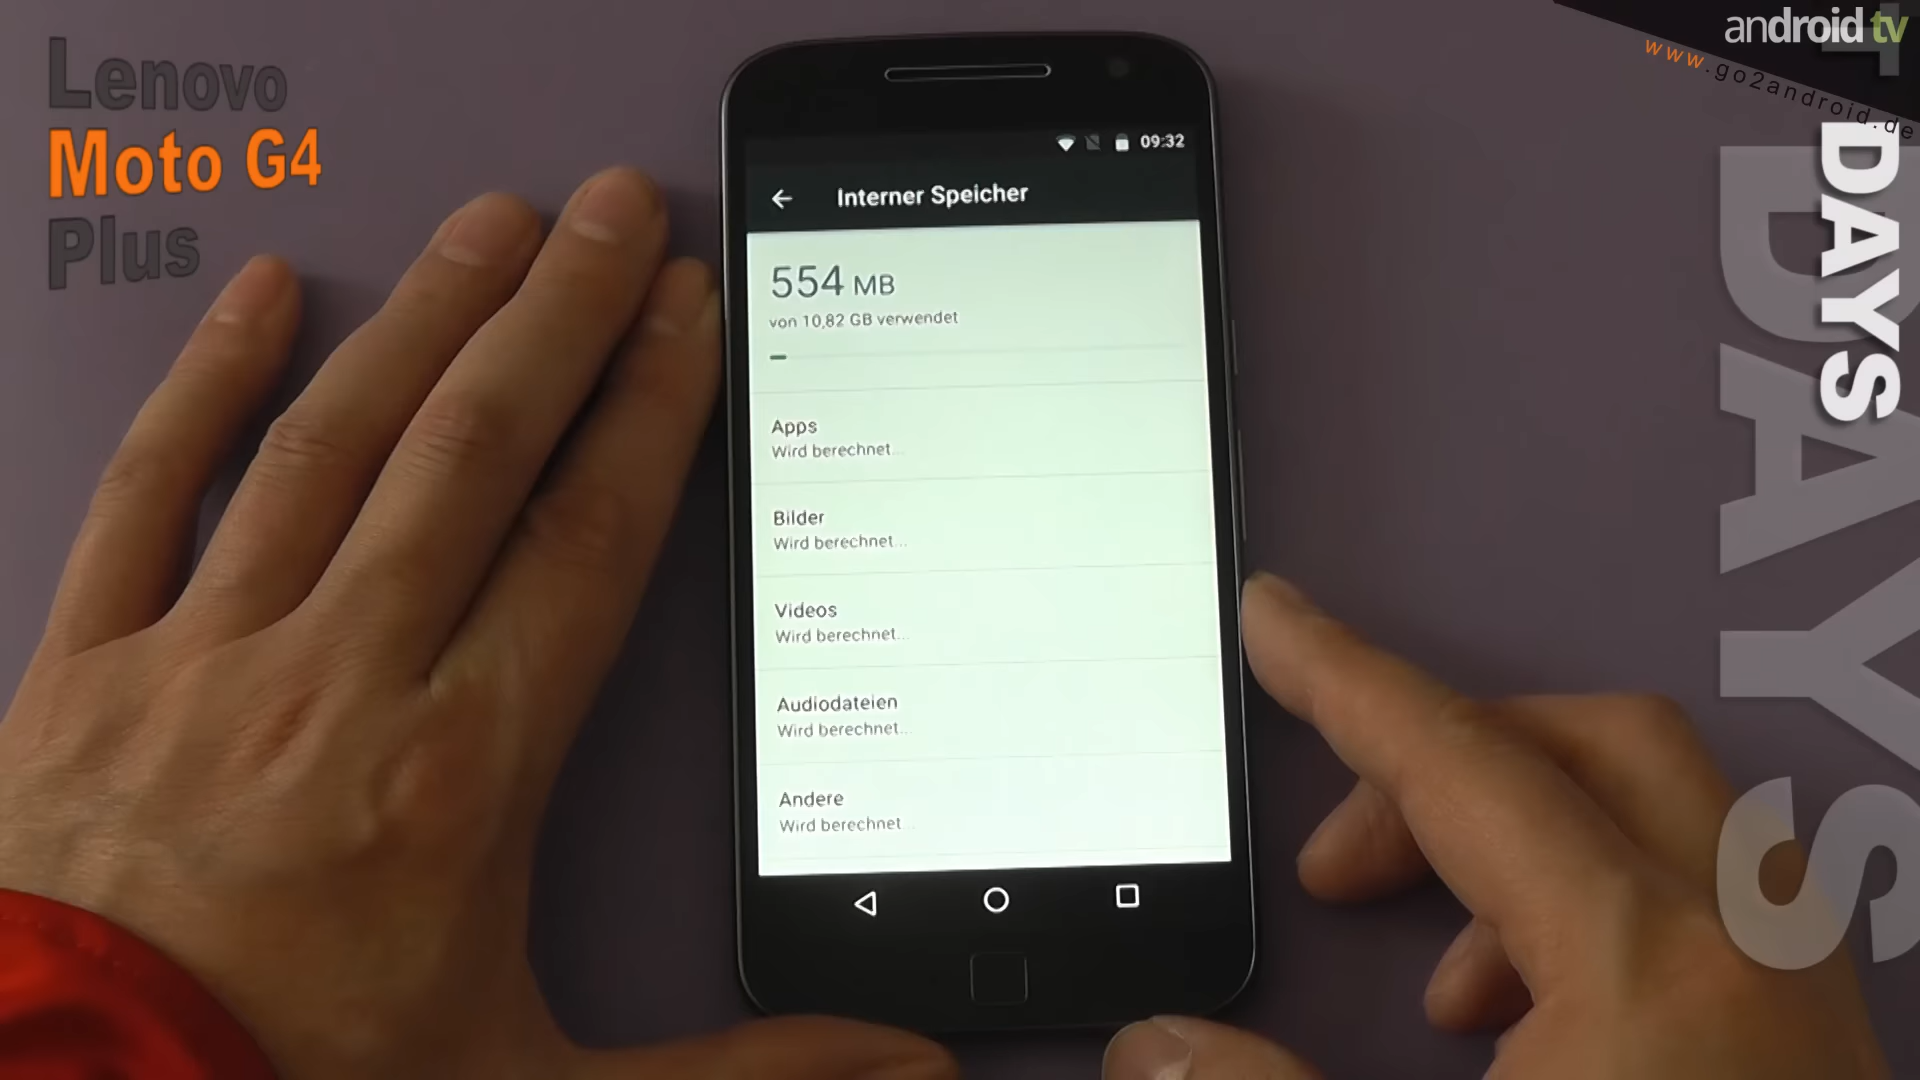 Lenovo
Moto G4
Plus
android tv
www.go2android.de
T DAYS
DAYS
09:32
Interner Speicher
554 MB
von 10,82 GB verwendet
Apps
Wird berechnet...
Bilder
Wird berechnet...
Videos
Wird berechnet...
Audiodateien
Wird berechnet...
Andere
Wird berechnet...